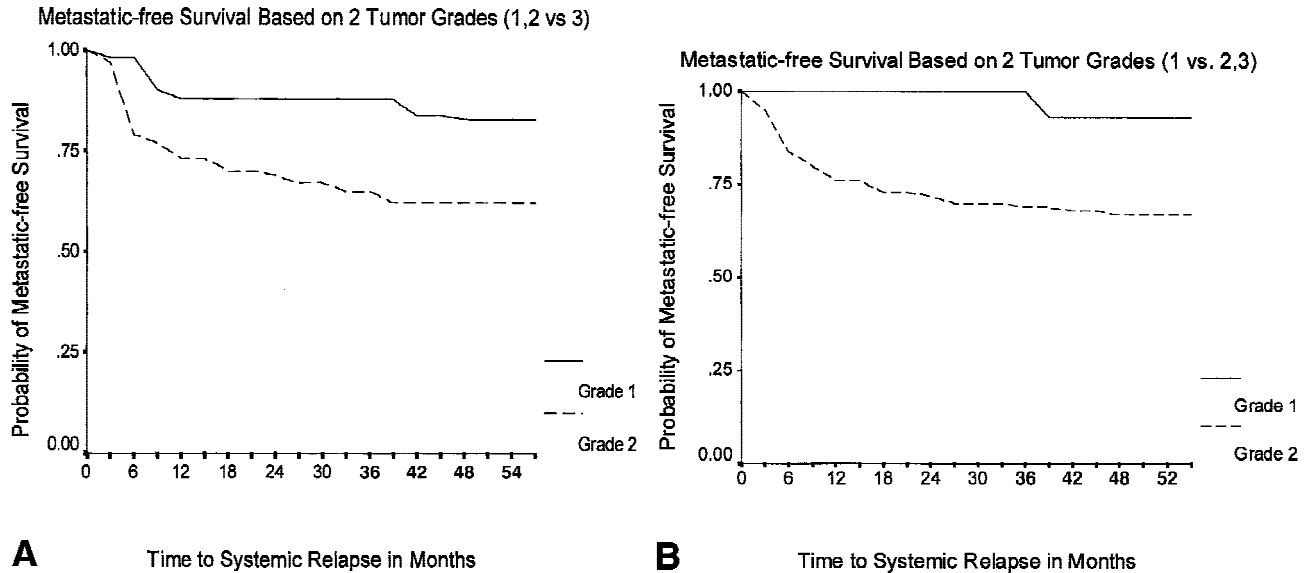 Metastatic-free Survival Based on 2 Tumor Grades (1,2 vs 3)
Probability of Metastatic-free Survival
1.00
.75
.50
.25
0.00
0 6 12 18 24 30 36 42 48 54
Grade 1
Grade 2
A Time to Systemic Relapse in Months
Metastatic-free Survival Based on 2 Tumor Grades (1 vs. 2,3)
Probability of Metastatic-free Survival
1.00
.75
.50
.25
0.00
0 6 12 18 24 30 36 42 48 52
Grade 1
Grade 2
B Time to Systemic Relapse in Months